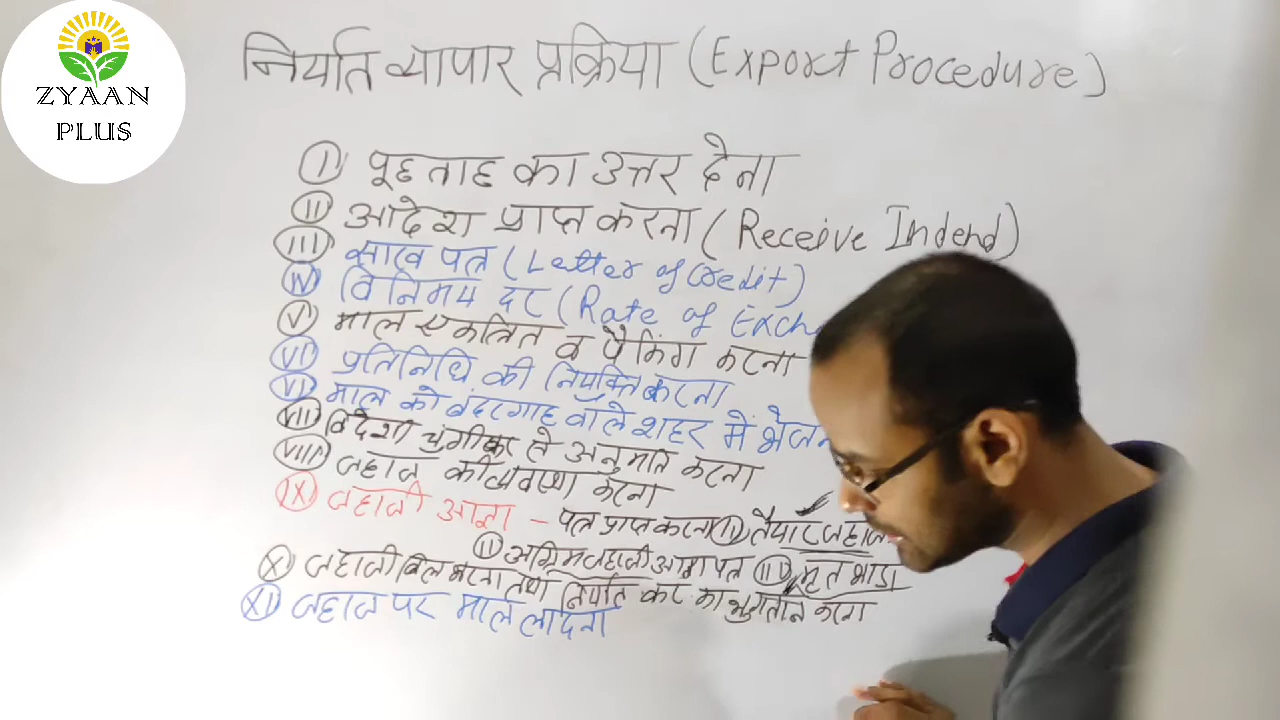 ZYAAN
PLUS
निर्यात व्यापार प्रक्रिया (Export Procedure)
(I) पूछताछ का उत्तर देना
(II) आदेश प्राप्त करना (Receive Indend)
(III) साख पत्र (Letter of Credit)
(IV) विनिमय दर (Rate of Exch
(V) माल एकत्रित व पैकिंग करना
(VI) प्रतिनिधि की नियुक्ति करना
(VI) माल को बंदरगाह वाले शहर में भेजन
(VII) विदेशी चुंगी से अनुमति करना
(VIII) जहाज की व्यवस्था करना
(IX) जहाजी आज्ञा - पत्र प्राप्त करना (I) तैयार जहाज
(II) अग्रिम जहाजी आज्ञा पत्र (III) मृत भाड़ा
(X) जहाजी बिल भरना तथा निर्यात कर का भुगतान करना
(XI) जहाज पर माल लादना